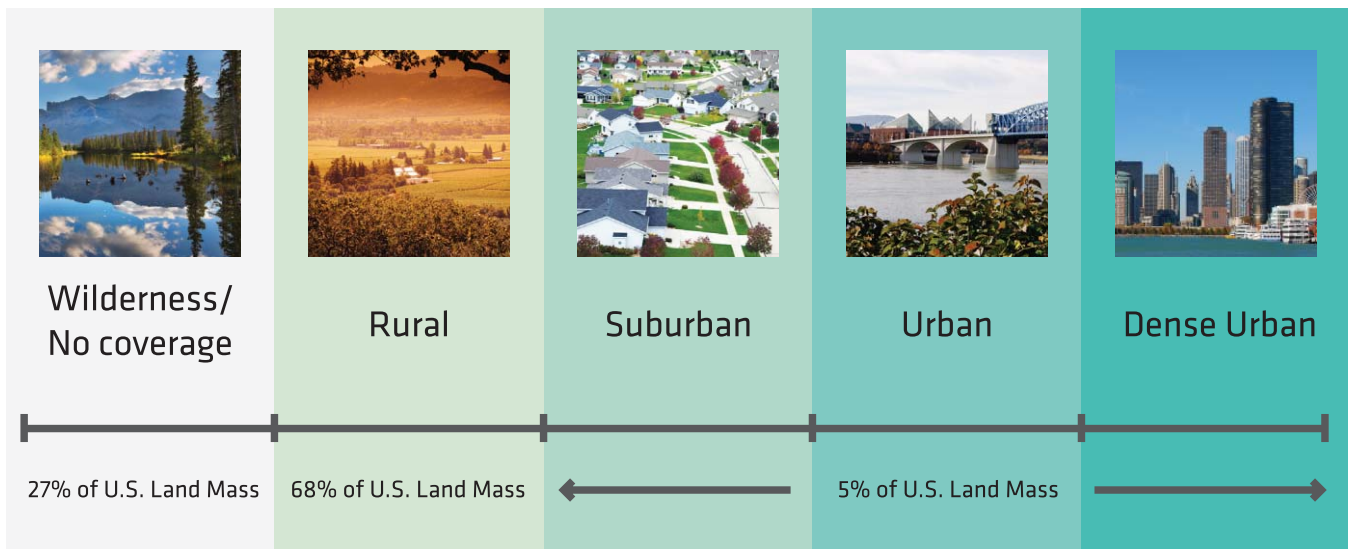 Wilderness/
No coverage
Rural
Suburban
Urban
Dense Urban
27% of U.S. Land Mass
68% of U.S. Land Mass
5% of U.S. Land Mass